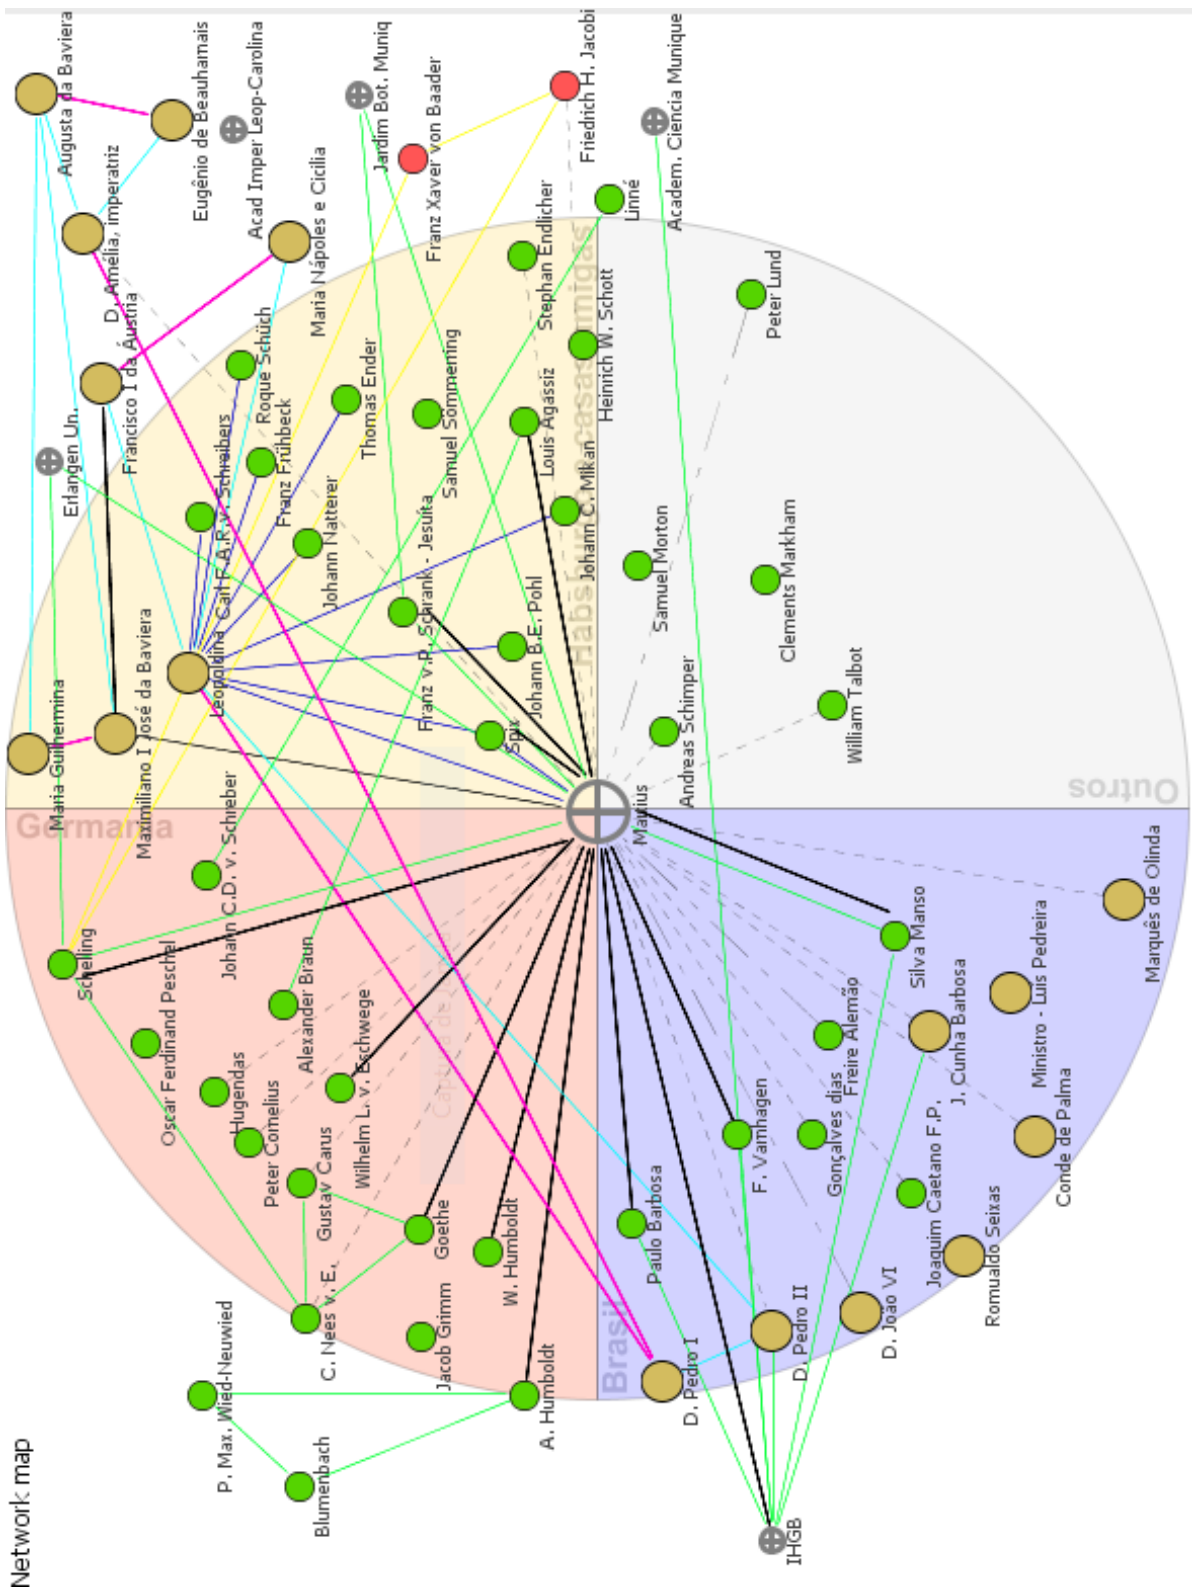 Network map
Augusta da Baviera
Eugênio de Beauharnais
Acad Imper Leop-Carolina
D. Amélia, imperatriz
Maria Nápoles e Cicilia
Francisco I da Áustria
Erlangen Un.
Jardim Bot. Muniq
Franz Xaver von Baader
Friedrich H. Jacobi
Academ. Ciencia Munique
Linné
Stephan Endlicher
Heinrich W. Schott
Peter Lund
Roque Schüch
Franz Frühbeck
Thomas Ender
Samuel Sömmering
Louis Agassiz
Carl F.A.R.v. Schreibers
Johann Natterer
Johann C. Mikan
Samuel Morton
Clements Markham
Franz v.P. Schrank - Jesuíta
Johann B.E. Pohl
Leopoldina
Spix
Andreas Schimper
William Talbot
Maria Guilhermina
Maximiliano I José da Baviera
Martius
Outros
Germania
Johann C.D. v. Schreber
Schelling
Oscar Ferdinand Peschel
Alexander Braun
Hugendas
Peter Cornelius
Wilhelm L. v. Eschwege
Gustav Carus
Goethe
W. Humboldt
C. Nees v. E.
Jacob Grimm
A. Humboldt
P. Max. Wied-Neuwied
Blumenbach
Brasil
Silva Manso
Marquês de Olinda
Freire Alemão
J. Cunha Barbosa
Ministro - Luis Pedreira
F. Varnhagen
Gonçalves dias
Conde de Palma
Paulo Barbosa
Joaquim Caetano F.P.
Romualdo Seixas
D. Pedro I
D. Pedro II
D. João VI
IHGB